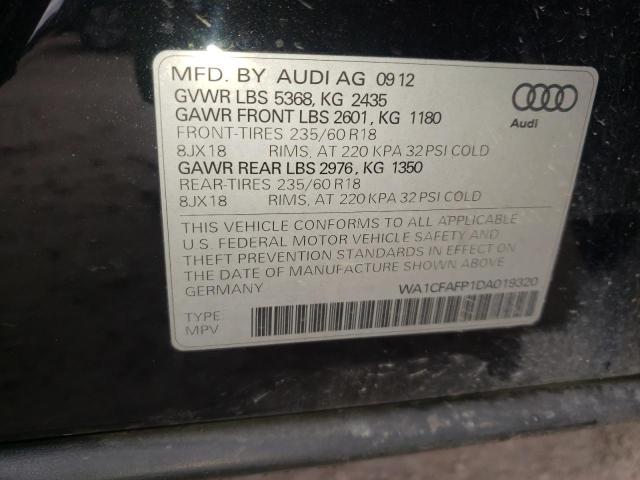 MFD. BY AUDI AG 09 12
GVWR LBS 5368, KG 2435
GAWR FRONT LBS 2601, KG 1180
FRONT-TIRES 235/60 R18
8JX18 RIMS, AT 220 KPA 32 PSI COLD
GAWR REAR LBS 2976, KG 1350
REAR-TIRES 235/60 R18
8JX18 RIMS, AT 220 KPA 32 PSI COLD
Audi
THIS VEHICLE CONFORMS TO ALL APPLICABLE
U.S. FEDERAL MOTOR VEHICLE SAFETY AND
THEFT PREVENTION STANDARDS IN EFFECT ON
THE DATE OF MANUFACTURE SHOWN ABOVE.
GERMANY WA1CFAFP1DA019320
TYPE
MPV